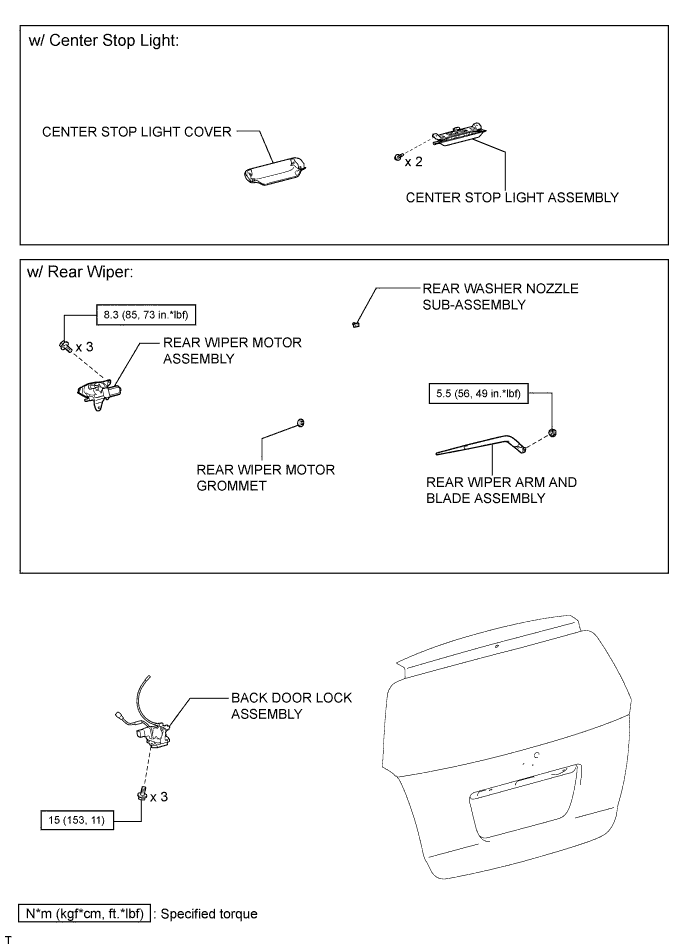 w/ Center Stop Light:
CENTER STOP LIGHT COVER
x 2
CENTER STOP LIGHT ASSEMBLY
w/ Rear Wiper:
REAR WASHER NOZZLE
SUB-ASSEMBLY
8.3 (85, 73 in.*lbf)
x 3
REAR WIPER MOTOR
ASSEMBLY
5.5 (56, 49 in.*lbf)
REAR WIPER MOTOR
GROMMET
REAR WIPER ARM AND
BLADE ASSEMBLY
BACK DOOR LOCK
ASSEMBLY
x 3
15 (153, 11)
N*m (kgf*cm, ft.*lbf) : Specified torque
T